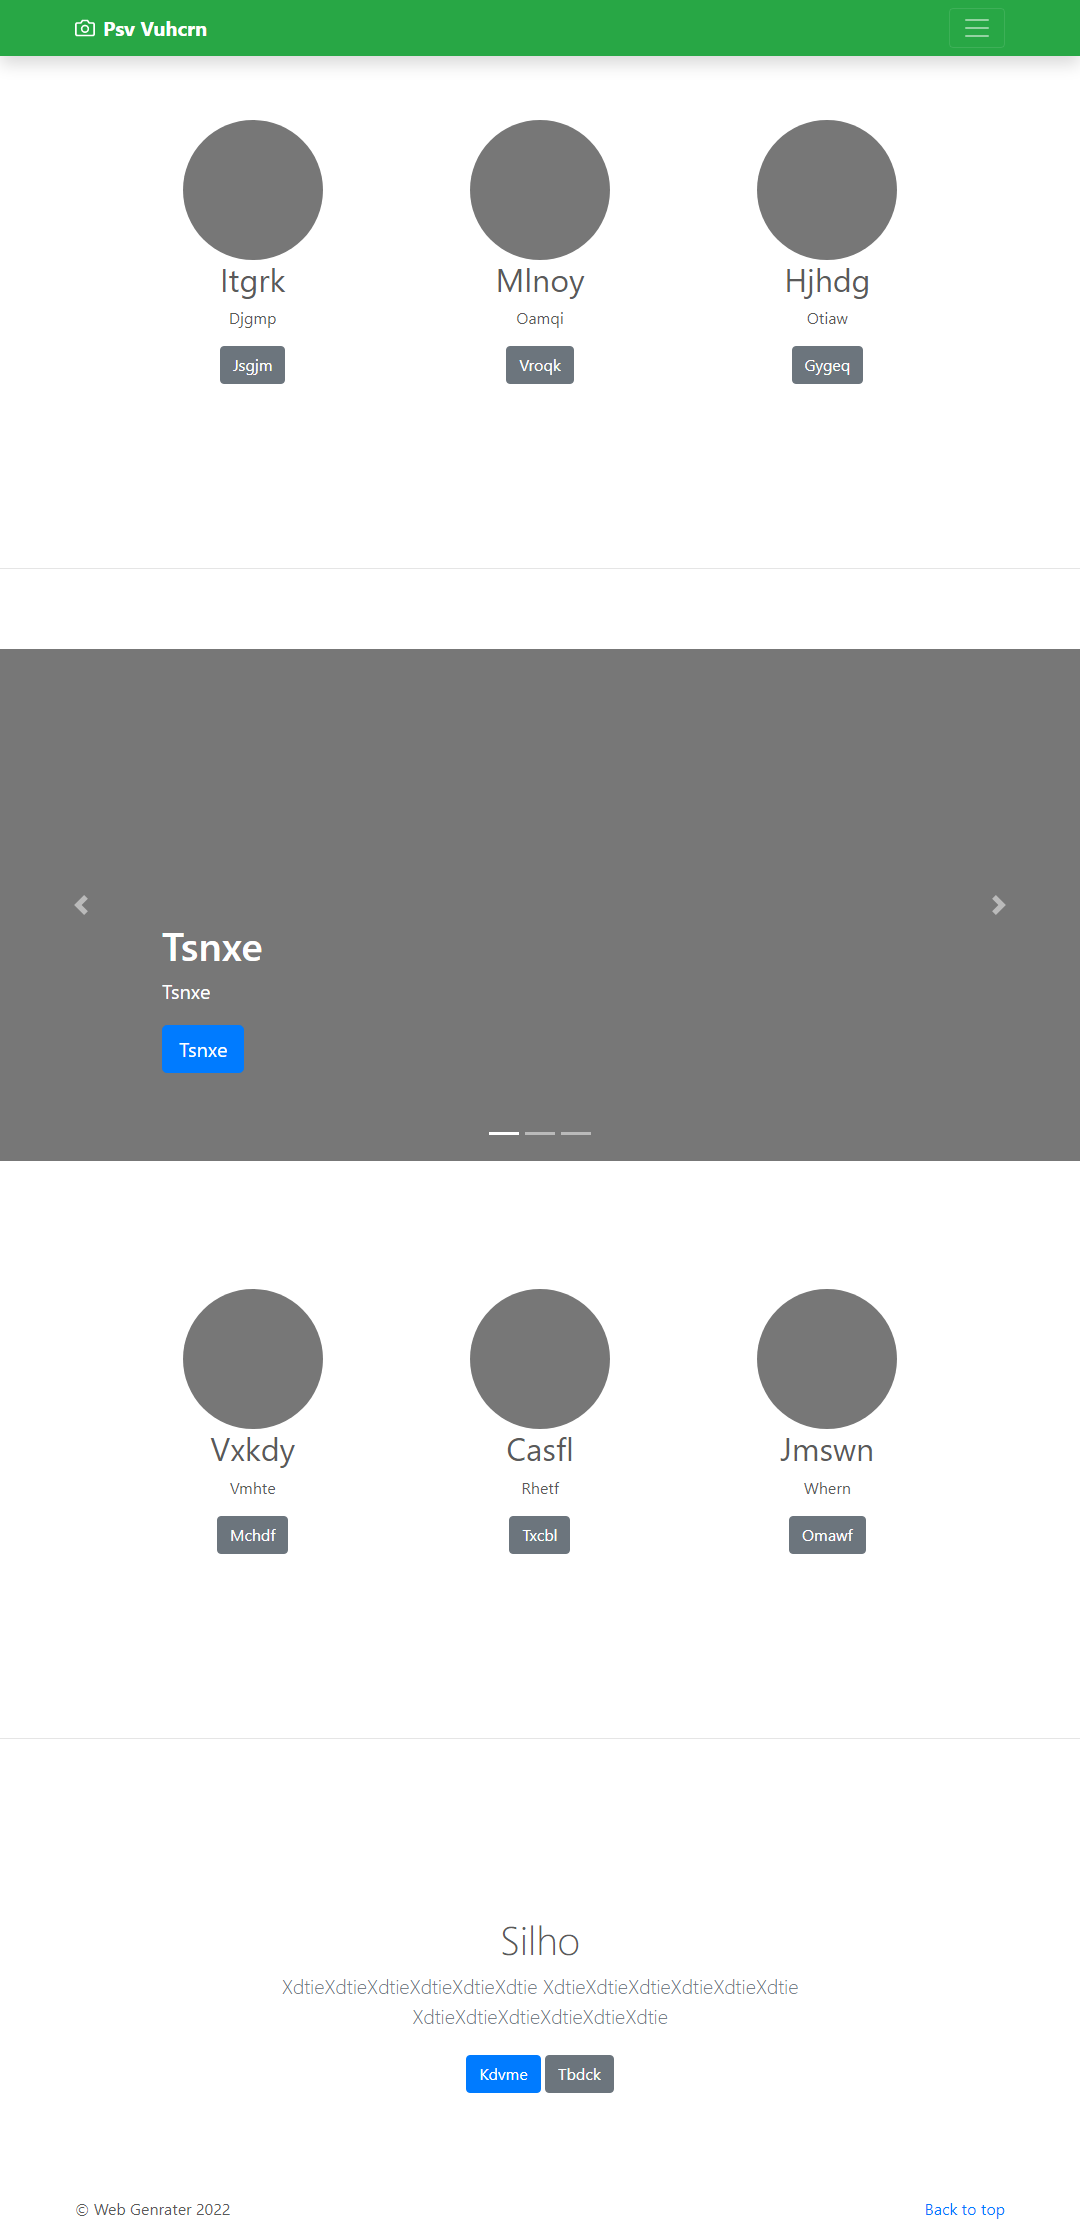 Psv Vuhcrn
Itgrk
Mlnoy
Hjhdg
Djgmp
Oamqi
Otiaw
Jsgjm
Vroqk
Gygeq
Tsnxe
Tsnxe
Tsnxe
Vxkdy
Casfl
Jmswn
Vmhte
Rhetf
Whern
Mchdf
Txcbl
Omawf
Silho
XdtieXdtieXdtieXdtieXdtieXdtie XdtieXdtieXdtieXdtieXdtieXdtie
XdtieXdtieXdtieXdtieXdtieXdtie
Kdvme Tbdck
© Web Genrater 2022
Back to top